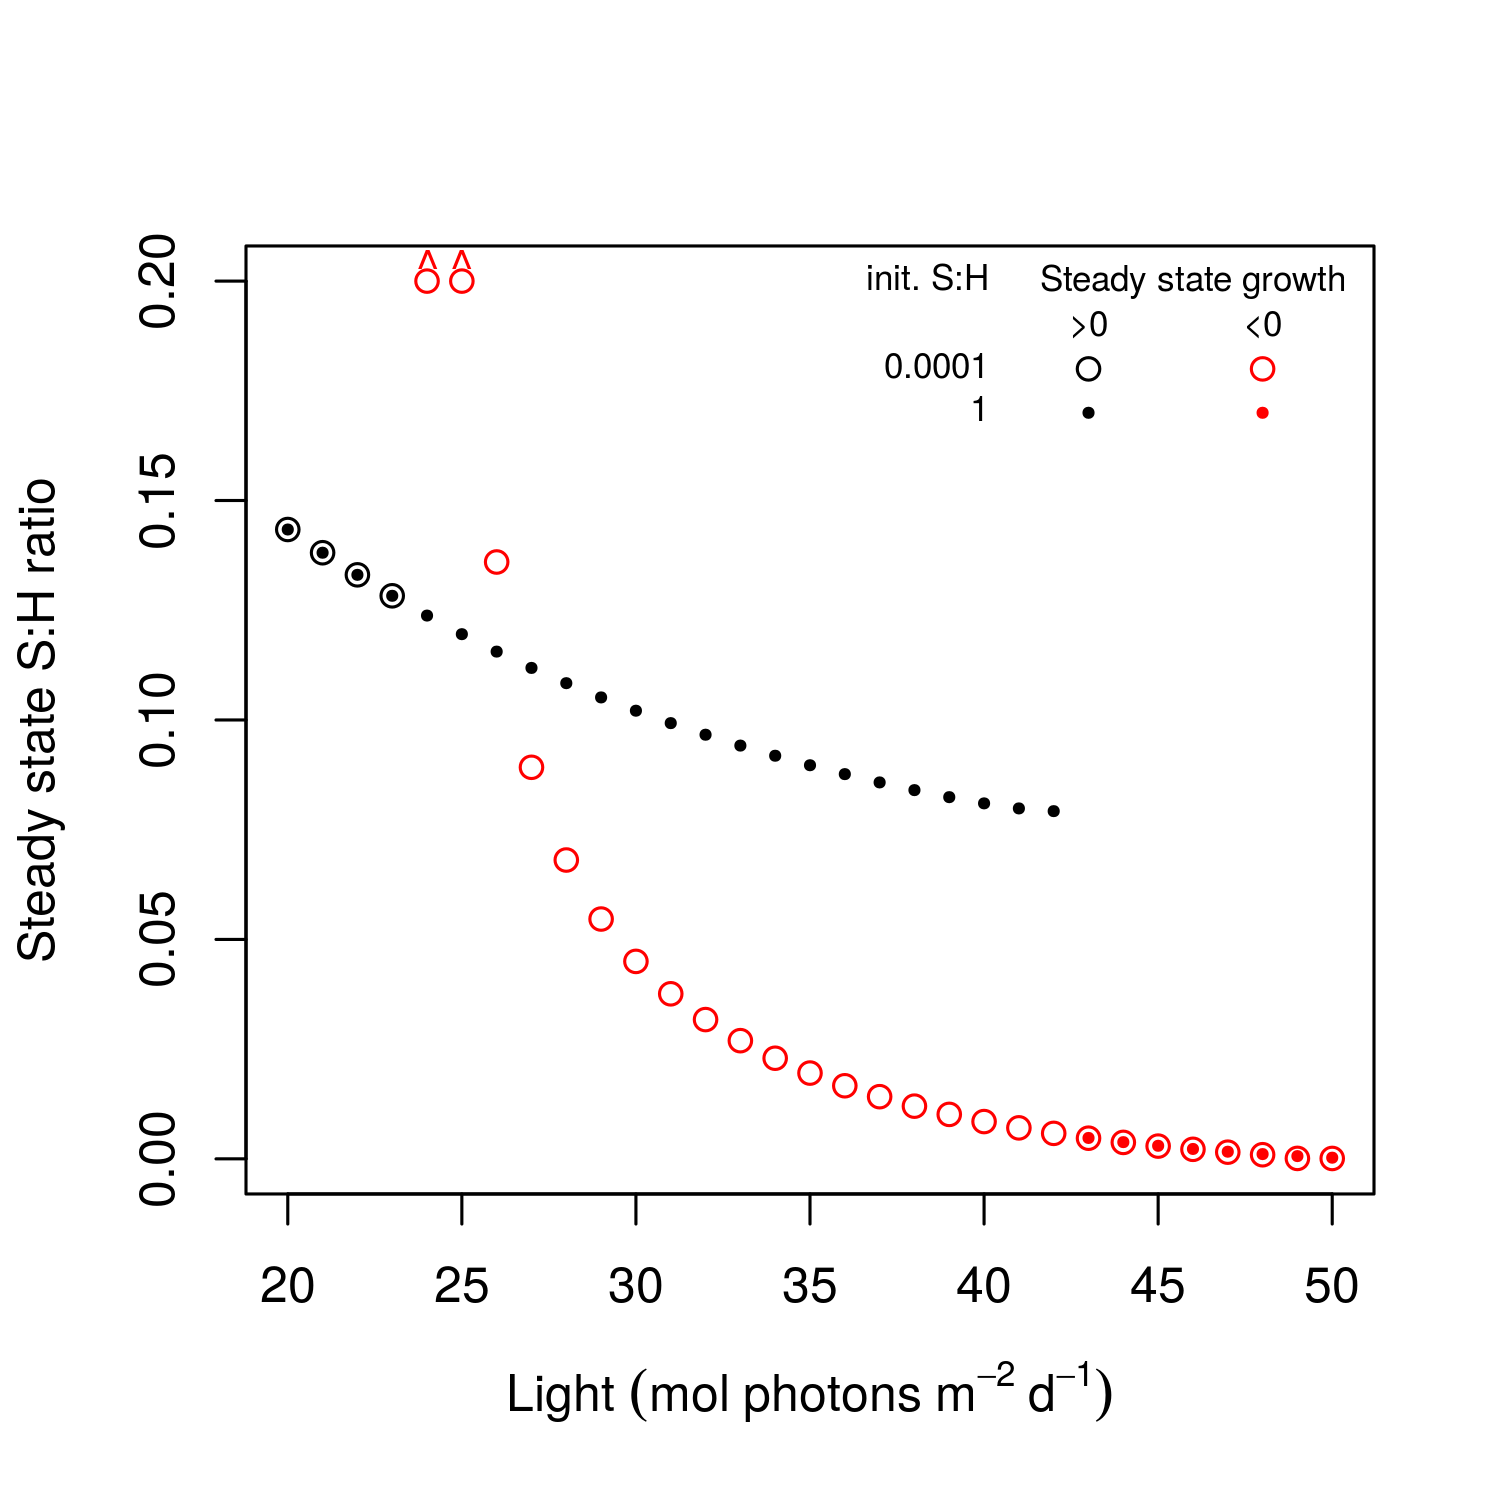 ^ ^
init. S:H Steady state growth
>0 <0
0.0001
1
Steady state S:H ratio
0.20
0.15
0.10
0.05
0.00
20 25 30 35 40 45 50
Light (mol photons m−2 d−1)